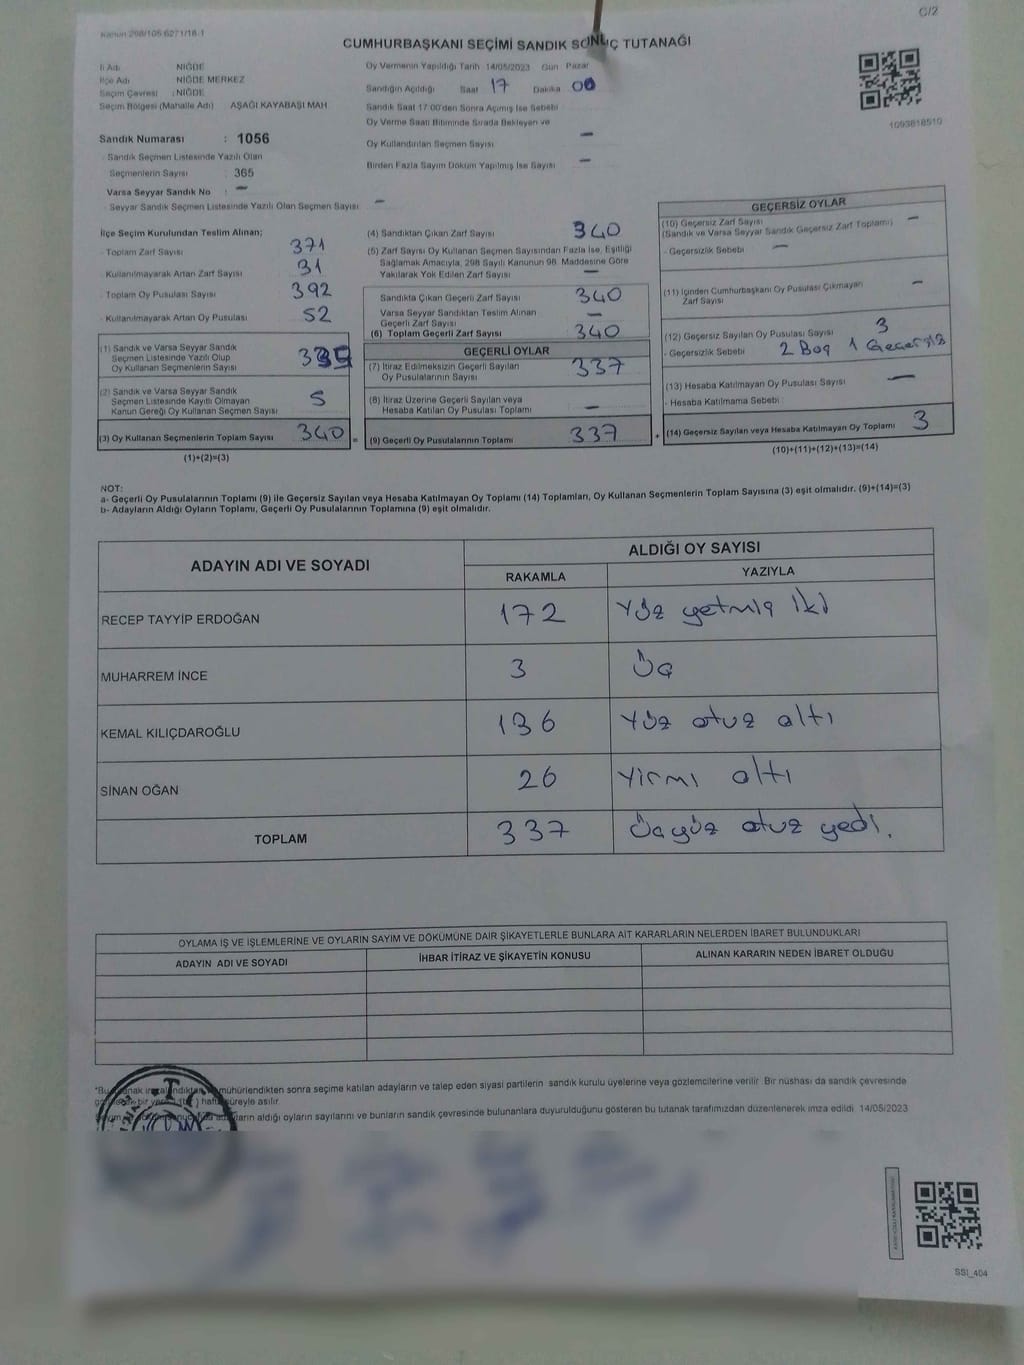 C/2
Kanun 298/105 6271/18-1
CUMHURBAŞKANI SEÇİMİ SANDIK SONUÇ TUTANAĞI
İl Adı NİĞDE
İlçe Adı NİĞDE MERKEZ
Seçim Çevresi : NİĞDE
Seçim Bölgesi (Mahalle Adı) AŞAĞI KAYABAŞI MAH
Oy Vermenin Yapıldığı Tarih 14/05/2023 Gün Pazar
Sandığın Açıldığı Saat 17 Dakika 00
Sandık Saat 17:00'den Sonra Açımış İse Sebebi
Oy Verme Saati Bitiminde Sırada Bekleyen ve
Oy Kullandırılan Seçmen Sayısı –
Birden Fazla Sayım Döküm Yapılmış İse Sayısı –
1093818510
Sandık Numarası : 1056
- Sandık Seçmen Listesinde Yazılı Olan
Seçmenlerin Sayısı : 365
Varsa Seyyar Sandık No : –
- Seyyar Sandık Seçmen Listesinde Yazılı Olan Seçmen Sayısı –
İlçe Seçim Kurulundan Teslim Alınan;
- Toplam Zarf Sayısı 371
- Kullanılmayarak Artan Zarf Sayısı 31
- Toplam Oy Pusulası Sayısı 392
- Kullanılmayarak Artan Oy Pusulası 52
(1) Sandık ve Varsa Seyyar Sandık
Seçmen Listesinde Yazılı Olup
Oy Kullanan Seçmenlerin Sayısı 335
(2) Sandık ve Varsa Seyyar Sandık
Seçmen Listesinde Kayıtlı Olmayan
Kanun Gereği Oy Kullanan Seçmen Sayısı 5
(3) Oy Kullanan Seçmenlerin Toplam Sayısı 340 =
(1)+(2)=(3)
(4) Sandıktan Çıkan Zarf Sayısı 340
(5) Zarf Sayısı Oy Kullanan Seçmen Sayısından Fazla İse, Eşitliği
Sağlamak Amacıyla, 298 Sayılı Kanunun 98. Maddesine Göre
Yakılarak Yok Edilen Zarf Sayısı –
Sandıkta Çıkan Geçerli Zarf Sayısı 340
Varsa Seyyar Sandıktan Teslim Alınan
Geçerli Zarf Sayısı –
(6) Toplam Geçerli Zarf Sayısı 340
GEÇERLİ OYLAR
(7) İtiraz Edilmeksizin Geçerli Sayılan
Oy Pusulalarının Sayısı 337
(8) İtiraz Üzerine Geçerli Sayılan veya
Hesaba Katılan Oy Pusulası Toplamı –
(9) Geçerli Oy Pusulalarının Toplamı 337 +
GEÇERSİZ OYLAR
(10) Geçersiz Zarf Sayısı
(Sandık ve Varsa Seyyar Sandık Geçersiz Zarf Toplamı) –
- Geçersizlik Sebebi –
(11) İçinden Cumhurbaşkanı Oy Pusulası Çıkmayan
Zarf Sayısı –
(12) Geçersiz Sayılan Oy Pusulası Sayısı 3
- Geçersizlik Sebebi 2 Boş 1 Geçersiz
(13) Hesaba Katılmayan Oy Pusulası Sayısı –
- Hesaba Katılmama Sebebi
(14) Geçersiz Sayılan veya Hesaba Katılmayan Oy Toplamı 3
(10)+(11)+(12)+(13)=(14)
NOT:
a- Geçerli Oy Pusulalarının Toplamı (9) ile Geçersiz Sayılan veya Hesaba Katılmayan Oy Toplamı (14) Toplamları, Oy Kullanan Seçmenlerin Toplam Sayısına (3) eşit olmalıdır. (9)+(14)=(3)
b- Adayların Aldığı Oyların Toplamı, Geçerli Oy Pusulalarının Toplamına (9) eşit olmalıdır.
ADAYIN ADI VE SOYADI ALDIĞI OY SAYISI
RAKAMLA YAZIYLA
RECEP TAYYİP ERDOĞAN 172 Yüz yetmiş iki
MUHARREM İNCE 3 Üç
KEMAL KILIÇDAROĞLU 136 Yüz otuz altı
SİNAN OĞAN 26 Yirmi altı
TOPLAM 337 Üçyüz otuz yedi.
OYLAMA İŞ VE İŞLEMLERİNE VE OYLARIN SAYIM VE DÖKÜMÜNE DAİR ŞİKAYETLERLE BUNLARA AİT KARARLARIN NELERDEN İBARET BULUNDUKLARI
ADAYIN ADI VE SOYADI İHBAR İTİRAZ VE ŞİKAYETİN KONUSU ALINAN KARARIN NEDEN İBARET OLDUĞU
mühürlendikten sonra seçime katılan adayların ve talep eden siyasi partilerin sandık kurulu üyelerine veya gözlemcilerine verilir. Bir nüshası da sandık çevresinde
süreyle asılır.
aldığı oyların sayılarını ve bunların sandık çevresinde bulunanlara duyurulduğunu gösteren bu tutanak tarafımızdan düzenlenerek imza edildi 14/05/2023
T.C
SSI_404